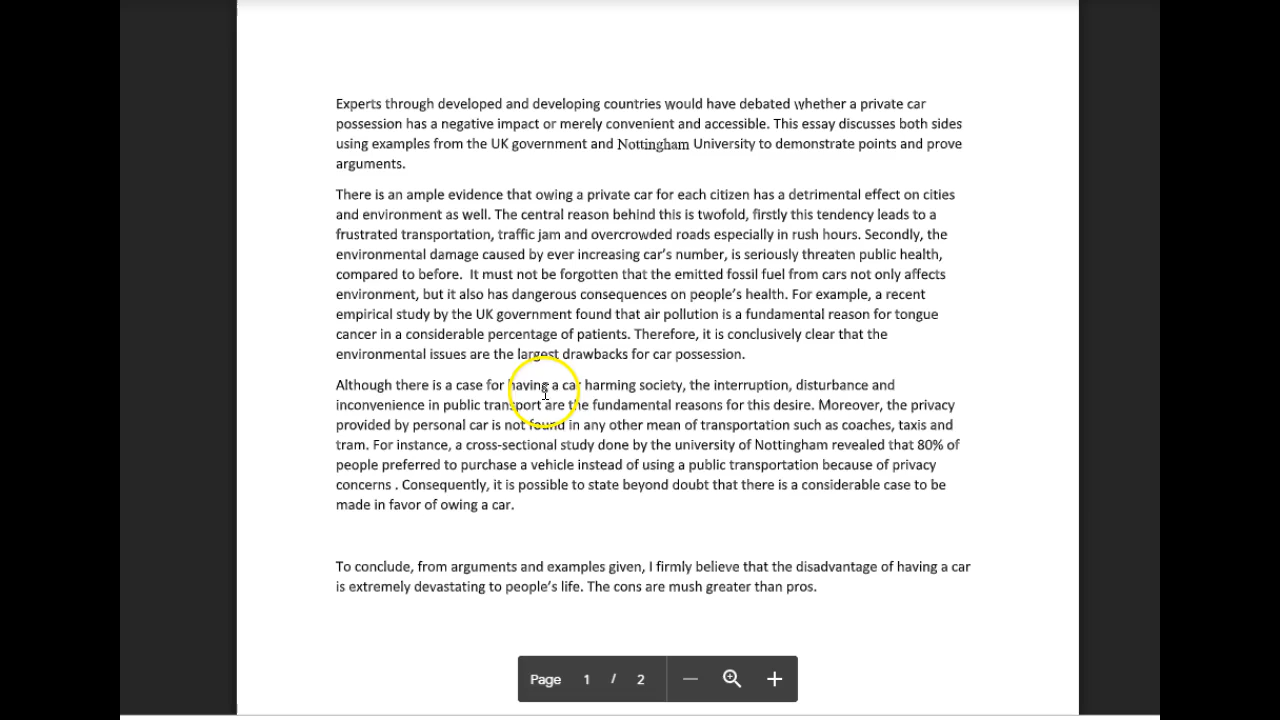 Experts through developed and developing countries would have debated whether a private car
possession has a negative impact or merely convenient and accessible. This essay discusses both sides
using examples from the UK government and Nottingham University to demonstrate points and prove
arguments.
There is an ample evidence that owing a private car for each citizen has a detrimental effect on cities
and environment as well. The central reason behind this is twofold, firstly this tendency leads to a
frustrated transportation, traffic jam and overcrowded roads especially in rush hours. Secondly, the
environmental damage caused by ever increasing car's number, is seriously threaten public health,
compared to before.  It must not be forgotten that the emitted fossil fuel from cars not only affects
environment, but it also has dangerous consequences on people's health. For example, a recent
empirical study by the UK government found that air pollution is a fundamental reason for tongue
cancer in a considerable percentage of patients. Therefore, it is conclusively clear that the
environmental issues are the largest drawbacks for car possession.
Although there is a case for having a car harming society, the interruption, disturbance and
inconvenience in public transport are the fundamental reasons for this desire. Moreover, the privacy
provided by personal car is not found in any other mean of transportation such as coaches, taxis and
tram. For instance, a cross-sectional study done by the university of Nottingham revealed that 80% of
people preferred to purchase a vehicle instead of using a public transportation because of privacy
concerns . Consequently, it is possible to state beyond doubt that there is a considerable case to be
made in favor of owing a car.
To conclude, from arguments and examples given, I firmly believe that the disadvantage of having a car
is extremely devastating to people's life. The cons are mush greater than pros.
Page 1 / 2